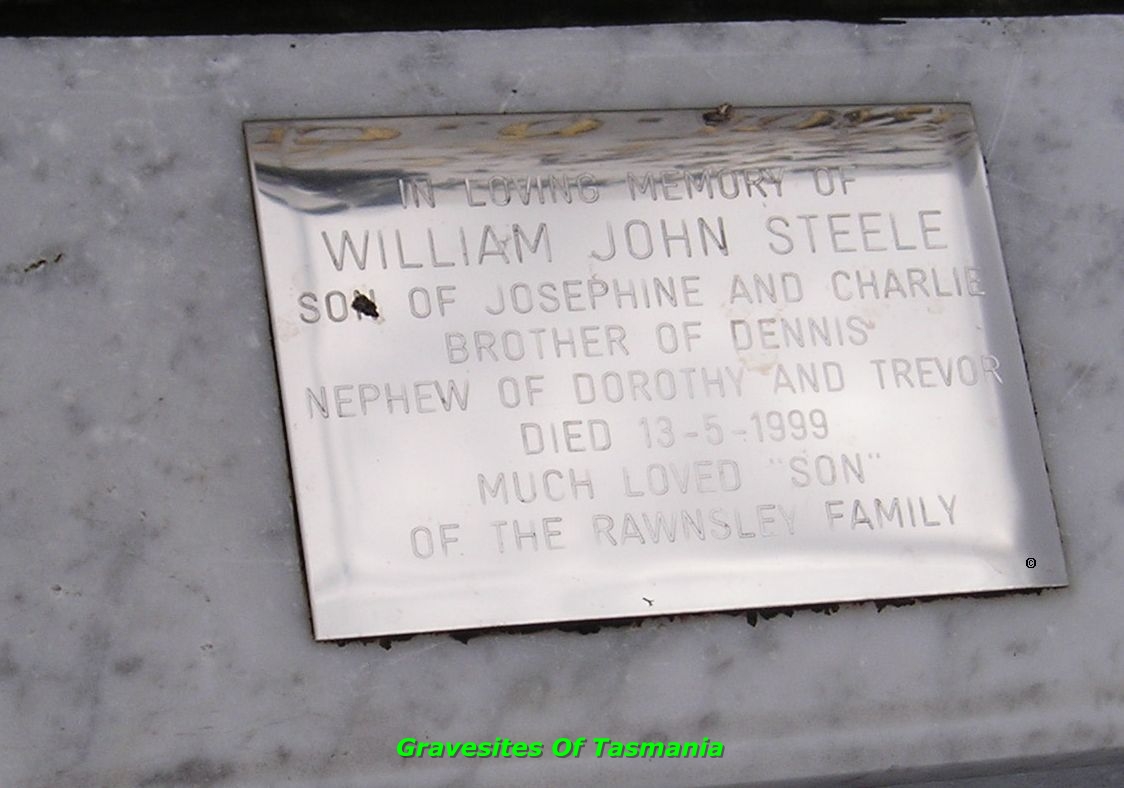 IN LOVING MEMORY OF
WILLIAM JOHN STEELE
SON OF JOSEPHINE AND CHARLIE
BROTHER OF DENNIS
NEPHEW OF DOROTHY AND TREVOR
DIED 13-5-1999
MUCH LOVED "SON"
OF THE RAWNSLEY FAMILY
©
Gravesites Of Tasmania